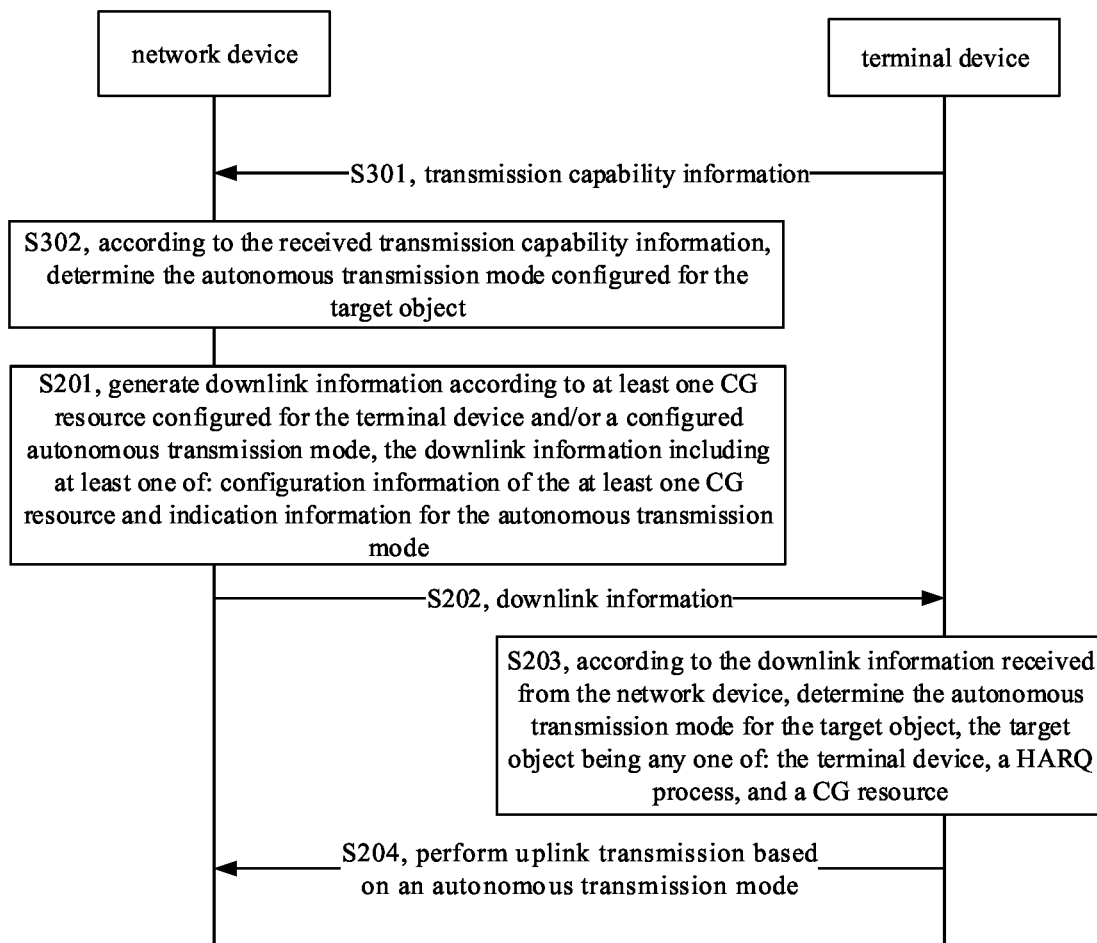 network device
terminal device
S301, transmission capability information
S302, according to the received transmission capability information,
determine the autonomous transmission mode configured for the
target object
S201, generate downlink information according to at least one CG
resource configured for the terminal device and/or a configured
autonomous transmission mode, the downlink information including
at least one of: configuration information of the at least one CG
resource and indication information for the autonomous transmission
mode
S202, downlink information
S203, according to the downlink information received
from the network device, determine the autonomous
transmission mode for the target object, the target
object being any one of: the terminal device, a HARQ
process, and a CG resource
S204, perform uplink transmission based
on an autonomous transmission mode